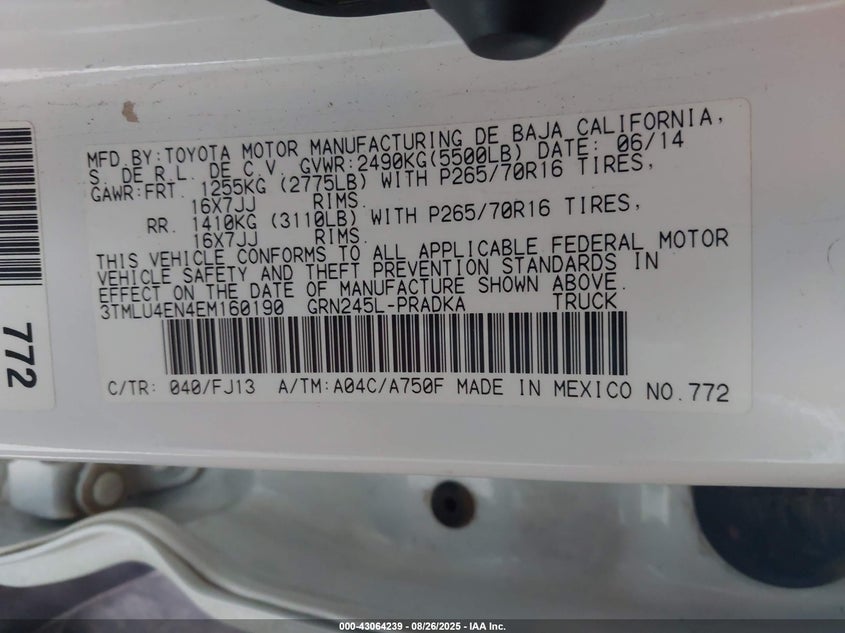 MFD.BY:TOYOTA MOTOR MANUFACTURING DE BAJA CALIFORNIA,
S. DE R.L. DE C.V. GVWR:2490KG(5500LB) DATE: 06/14
GAWR:FRT. 1255KG (2775LB) WITH P265/70R16 TIRES,
16X7JJ RIMS.
RR. 1410KG (3110LB) WITH P265/70R16 TIRES,
16X7JJ RIMS.
THIS VEHICLE CONFORMS TO ALL APPLICABLE FEDERAL MOTOR
VEHICLE SAFETY AND THEFT PREVENTION STANDARDS IN
EFFECT ON THE DATE OF MANUFACTURE SHOWN ABOVE.
3TMLU4EN4EM160190 GRN245L-PRADKA TRUCK
C/TR: 040/FJ13 A/TM:A04C/A750F MADE IN MEXICO NO.772
772
000-43064239 - 08/26/2025 - IAA Inc.